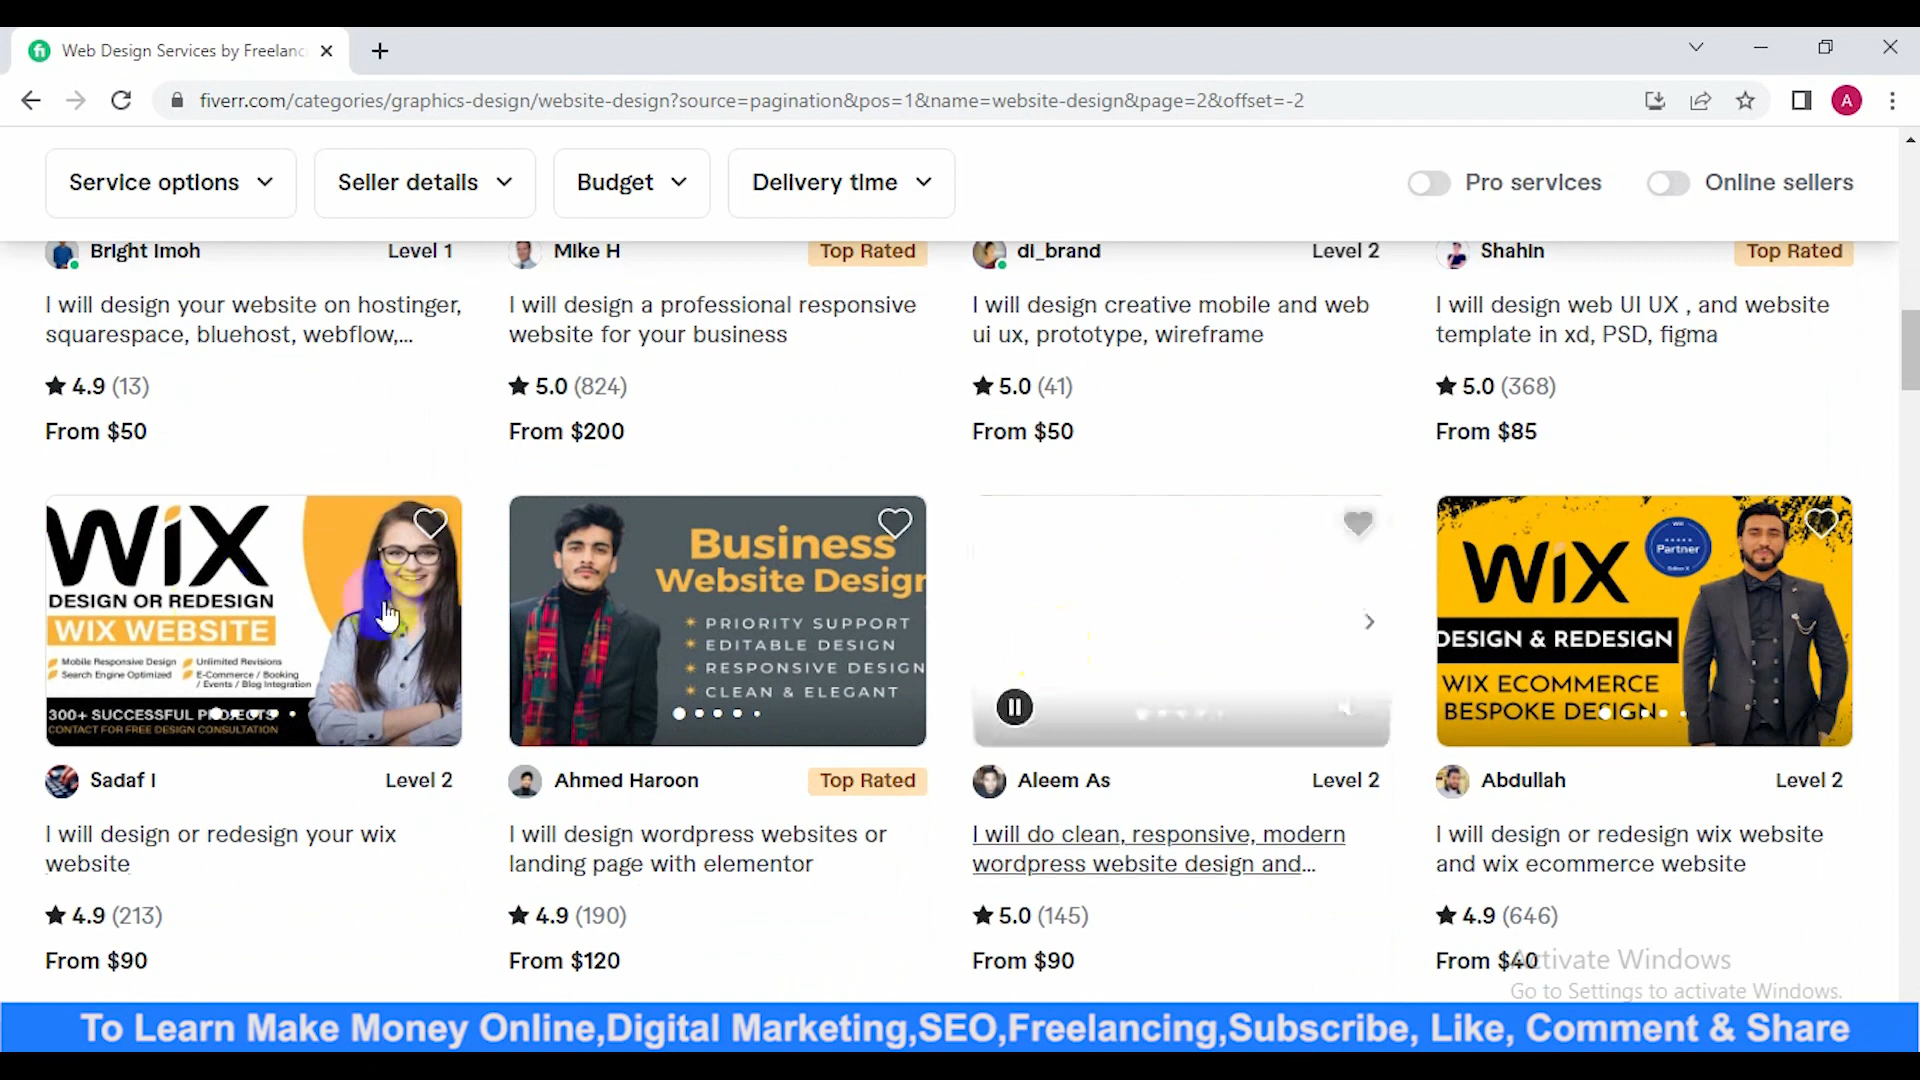 Web Design Services by Freelanc
fiverr.com/categories/graphics-design/website-design?source=pagination&pos=1&name=website-design&page=2&offset=-2
A
Service options
Seller details
Budget
Delivery time
Pro services
Online sellers
Bright Imoh
Level 1
Mike H
Top Rated
di_brand
Level 2
Shahin
Top Rated
I will design your website on hostinger,
squarespace, bluehost, webflow,...
I will design a professional responsive
website for your business
I will design creative mobile and web
ui ux, prototype, wireframe
I will design web UI UX , and website
template in xd, PSD, figma
4.9 (13)
5.0 (824)
5.0 (41)
5.0 (368)
From $50
From $200
From $50
From $85
WiX
DESIGN OR REDESIGN
WIX WEBSITE
Mobile Responsive Design
Search Engine Optimized
Unlimited Revisions
E-Commerce / Booking
/ Events / Blog Integration
300+ SUCCESSFUL PROJECTS
CONTACT FOR FREE DESIGN CONSULTATION
Business
Website Design
PRIORITY SUPPORT
EDITABLE DESIGN
RESPONSIVE DESIGN
CLEAN & ELEGANT
Partner
WiX
DESIGN & REDESIGN
WIX ECOMMERCE
BESPOKE DESIGN
Sadaf I
Level 2
Ahmed Haroon
Top Rated
Aleem As
Level 2
Abdullah
Level 2
I will design or redesign your wix
website
I will design wordpress websites or
landing page with elementor
I will do clean, responsive, modern
wordpress website design and...
I will design or redesign wix website
and wix ecommerce website
4.9 (213)
4.9 (190)
5.0 (145)
4.9 (646)
From $90
From $120
From $90
From $40
Activate Windows
Go to Settings to activate Windows.
To Learn Make Money Online,Digital Marketing,SEO,Freelancing,Subscribe, Like, Comment & Share